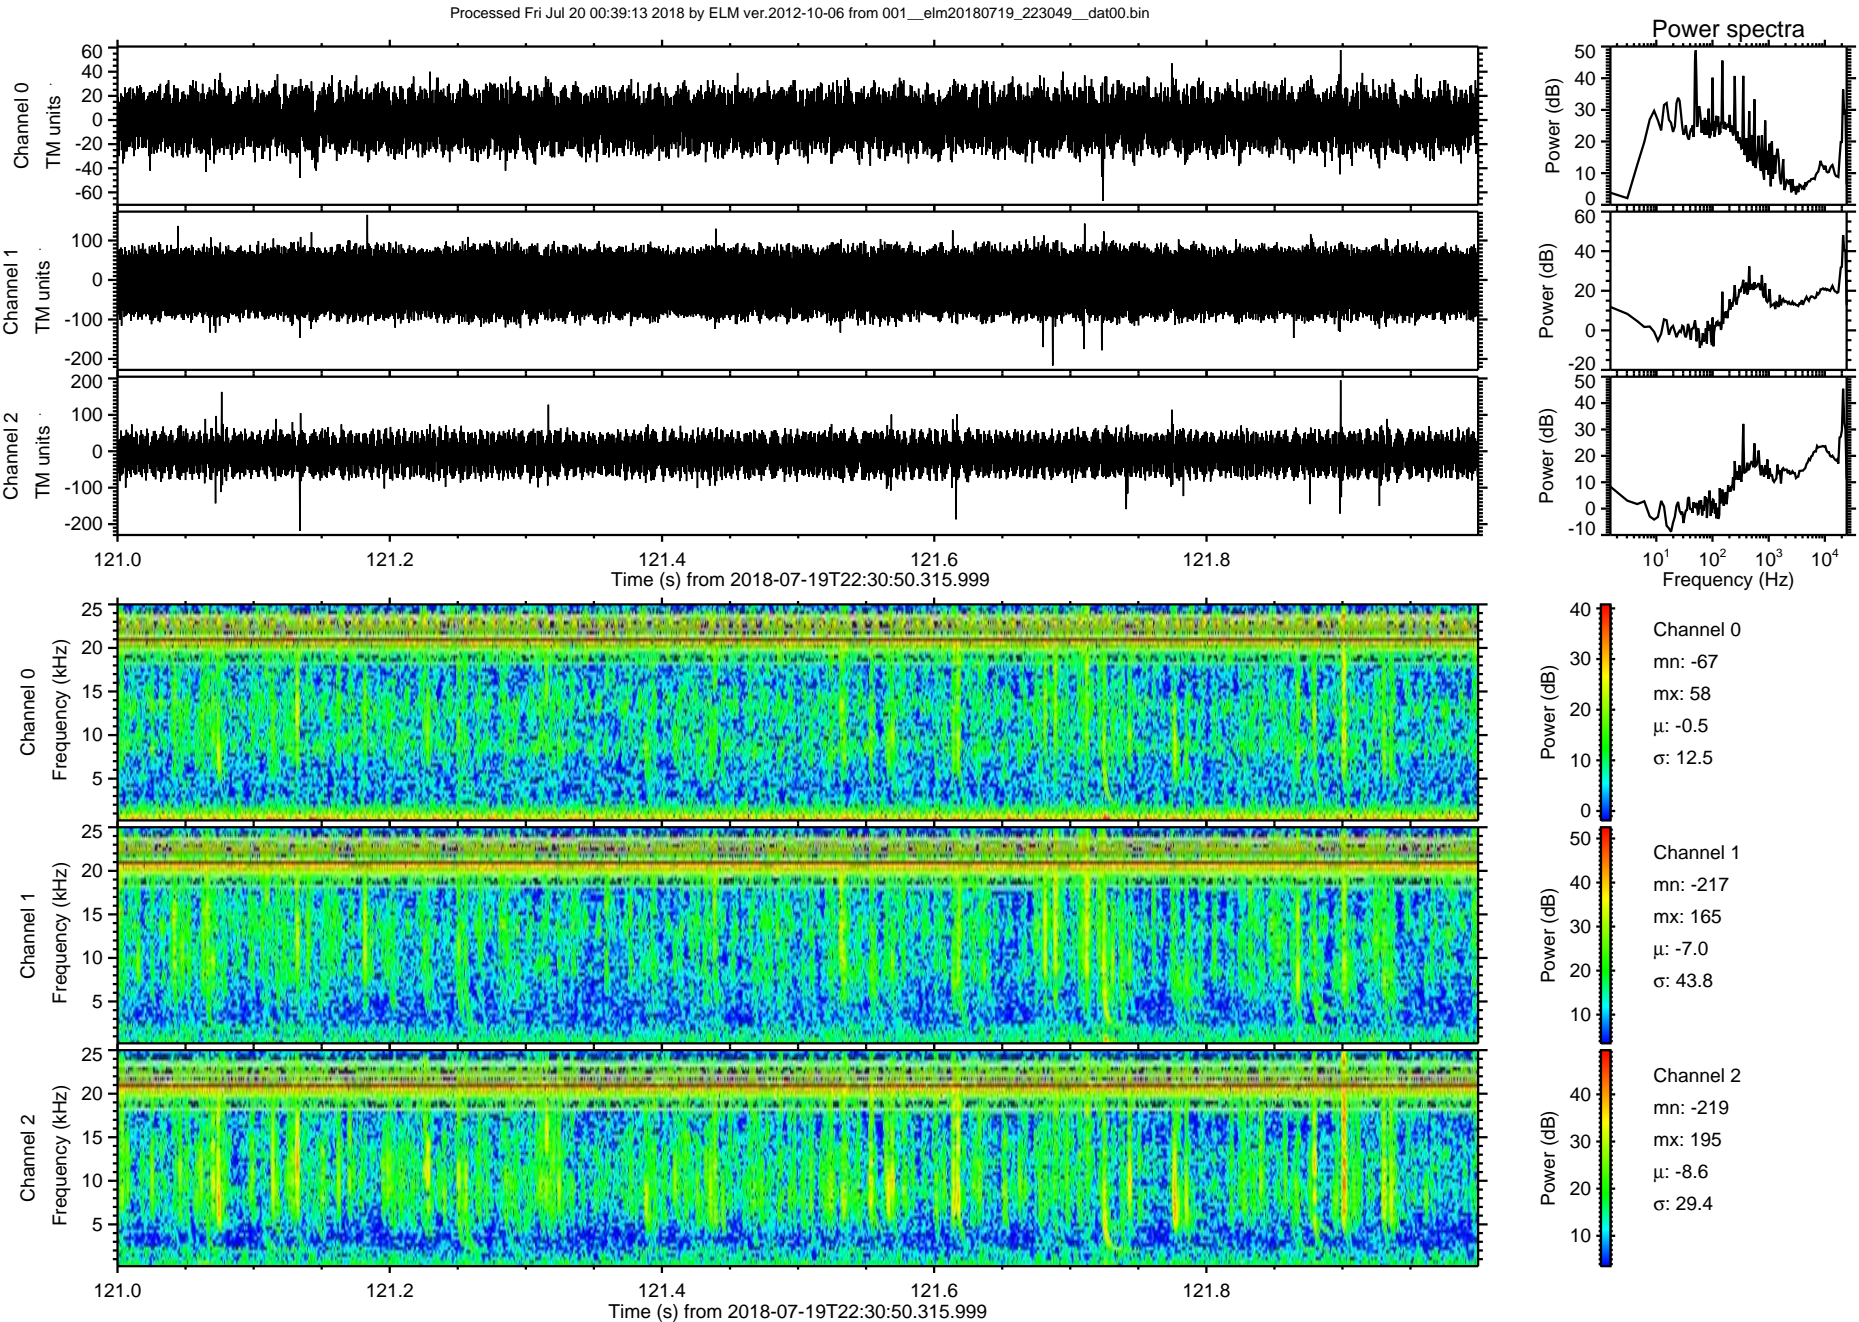 Processed Fri Jul 20 00:39:13 2018 by ELM ver.2012-10-06 from 001__elm20180719_223049__dat00.bin
Power spectra
Channel 0
TM units
60
40
20
0
-20
-40
-60
Power (dB)
50
40
30
20
10
0
Channel 1
TM units
100
0
-100
-200
Power (dB)
60
40
20
0
-20
Channel 2
TM units
200
100
0
-100
-200
Power (dB)
50
40
30
20
10
0
-10
121.0 121.2 121.4 121.6 121.8
Time (s) from 2018-07-19T22:30:50.315.999
10^1 10^2 10^3 10^4
Frequency (Hz)
Channel 0
Frequency (kHz)
25
20
15
10
5
Power (dB)
40
30
20
10
0
Channel 0
mn: -67
mx: 58
μ: -0.5
σ: 12.5
Channel 1
Frequency (kHz)
25
20
15
10
5
Power (dB)
50
40
30
20
10
Channel 1
mn: -217
mx: 165
μ: -7.0
σ: 43.8
Channel 2
Frequency (kHz)
25
20
15
10
5
Power (dB)
40
30
20
10
Channel 2
mn: -219
mx: 195
μ: -8.6
σ: 29.4
121.0 121.2 121.4 121.6 121.8
Time (s) from 2018-07-19T22:30:50.315.999